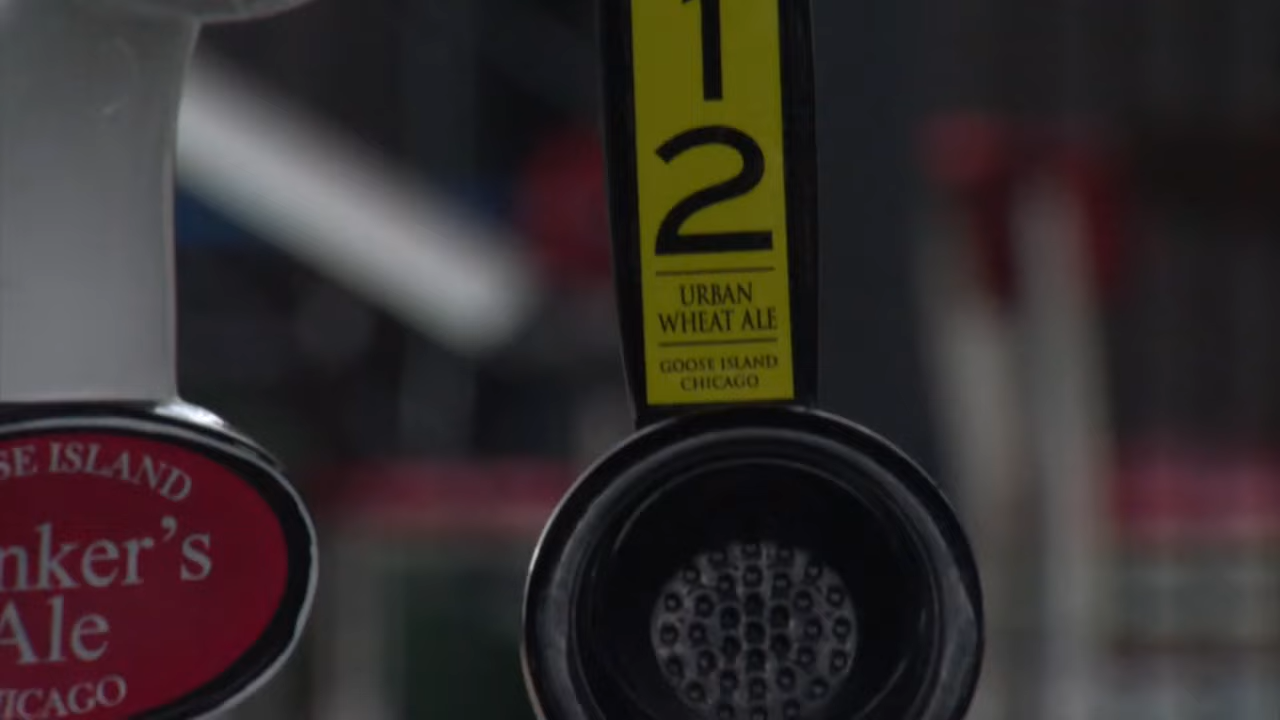 SE ISLAND
nker's
Ale
ICAGO
1
2
URBAN
WHEAT ALE
GOOSE ISLAND
CHICAGO